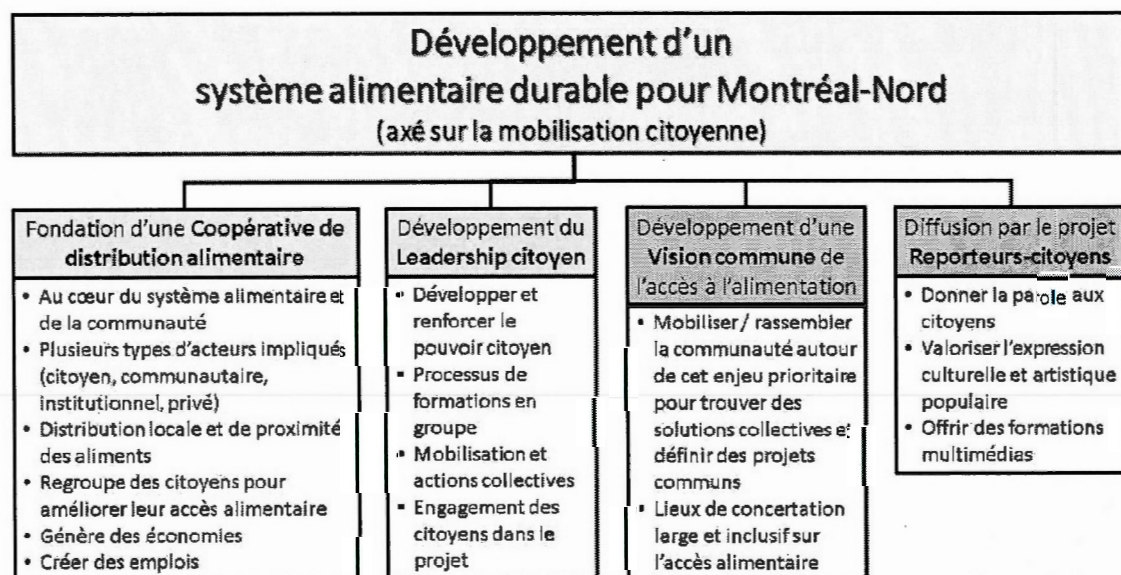 Développement d'un
système alimentaire durable pour Montréal-Nord
(axé sur la mobilisation citoyenne)
Fondation d'une Coopérative de
distribution alimentaire
• Au cœur du système alimentaire et
de la communauté
• Plusieurs types d'acteurs impliqués
(citoyen, communautaire,
institutionnel, privé)
• Distribution locale et de proximité
des aliments
• Regroupe des citoyens pour
améliorer leur accès alimentaire
• Génère des économies
• Créer des emplois
Développement du
Leadership citoyen
• Développer et
renforcer le
pouvoir citoyen
• Processus de
formations en
groupe
• Mobilisation et
actions collectives
• Engagement des
citoyens dans le
projet
Développement d'une
Vision commune de
l'accès à l'alimentation
• Mobiliser / rassembler
la communauté autour
de cet enjeu prioritaire
pour trouver des
solutions collectives et
définir des projets
communs
• Lieux de concertation
large et inclusif sur
l'accès alimentaire
Diffusion par le projet
Reporteurs-citoyens
• Donner la parole aux
citoyens
• Valoriser l'expression
culturelle et artistique
populaire
• Offrir des formations
multimédias